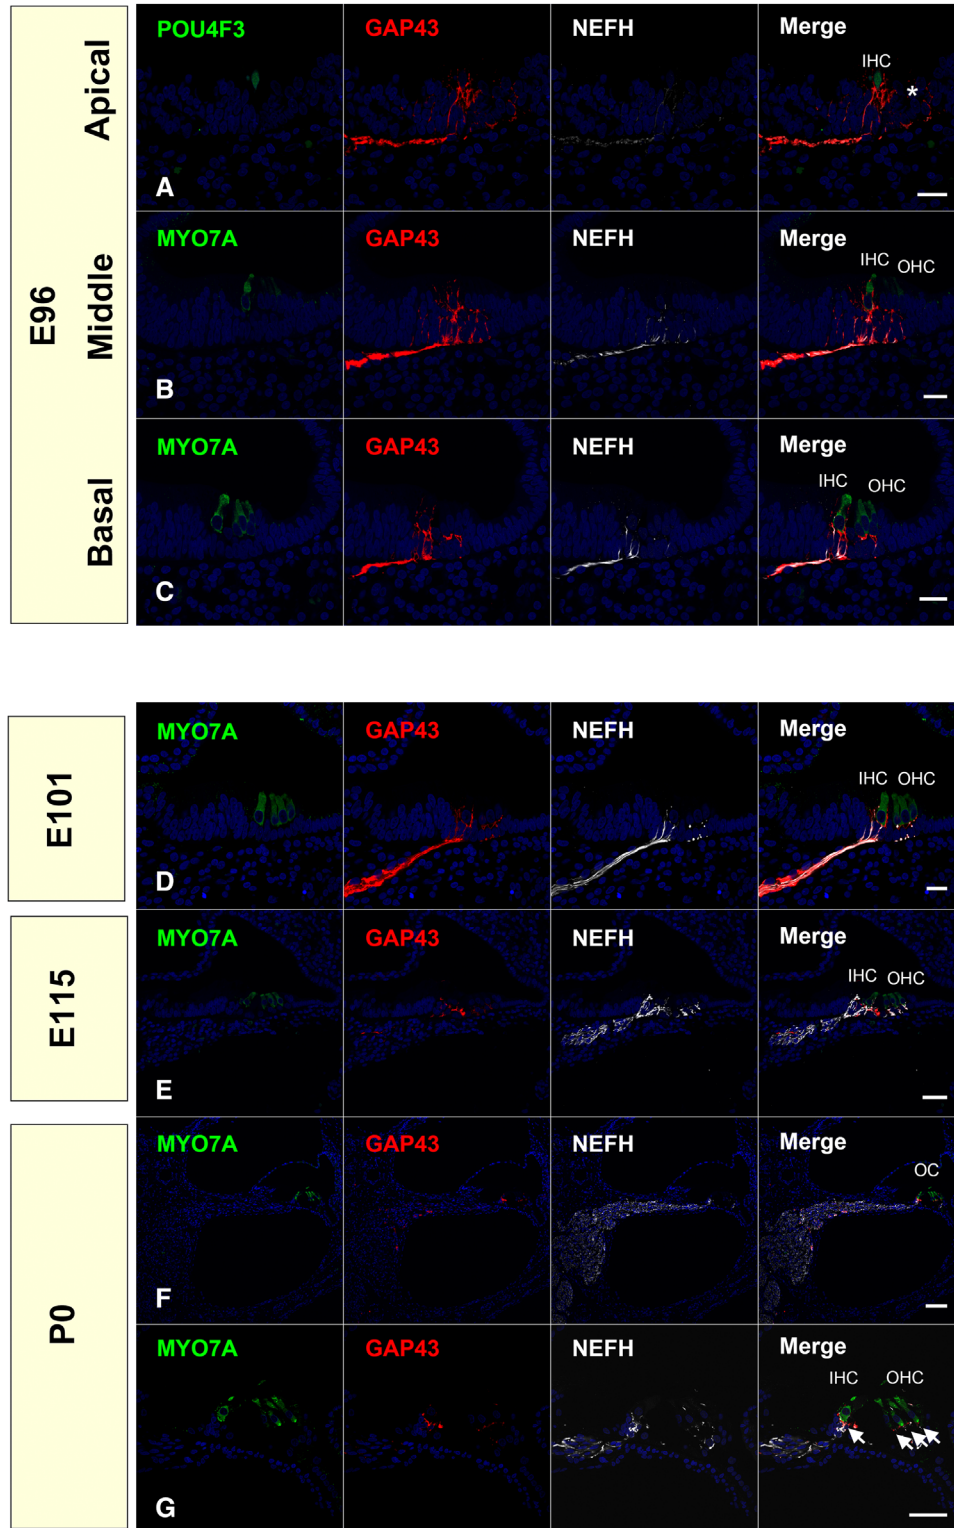 E96
Apical
POU4F3 GAP43 NEFH Merge
IHC
*
A
Middle
MYO7A GAP43 NEFH Merge
IHC OHC
B
Basal
MYO7A GAP43 NEFH Merge
IHC OHC
C
E101
MYO7A GAP43 NEFH Merge
IHC OHC
D
E115
MYO7A GAP43 NEFH Merge
IHC OHC
E
P0
MYO7A GAP43 NEFH Merge
OC
F
MYO7A GAP43 NEFH Merge
IHC OHC
G